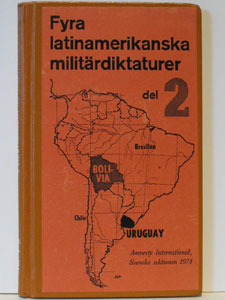 Fyra
latinamerikanska
militärdiktaturer
del 2
Brasilien
BOLI-
VIA
Chile
URUGUAY
Amnesty International,
Svenska sektionen 1974